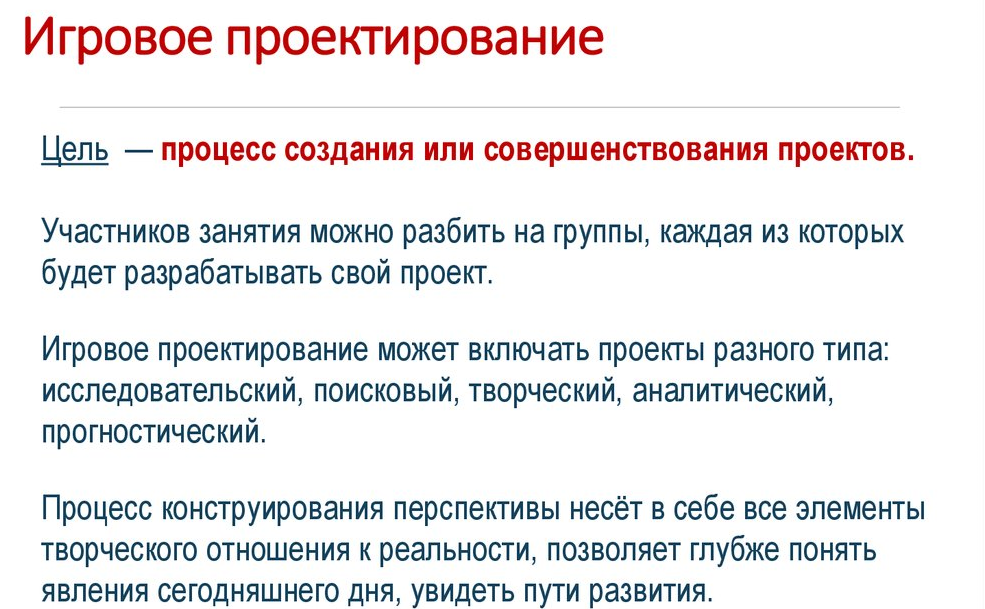 Игровое проектирование
Цель — процесс создания или совершенствования проектов.
Участников занятия можно разбить на группы, каждая из которых
будет разрабатывать свой проект.
Игровое проектирование может включать проекты разного типа:
исследовательский, поисковый, творческий, аналитический,
прогностический.
Процесс конструирования перспективы несёт в себе все элементы
творческого отношения к реальности, позволяет глубже понять
явления сегодняшнего дня, увидеть пути развития.